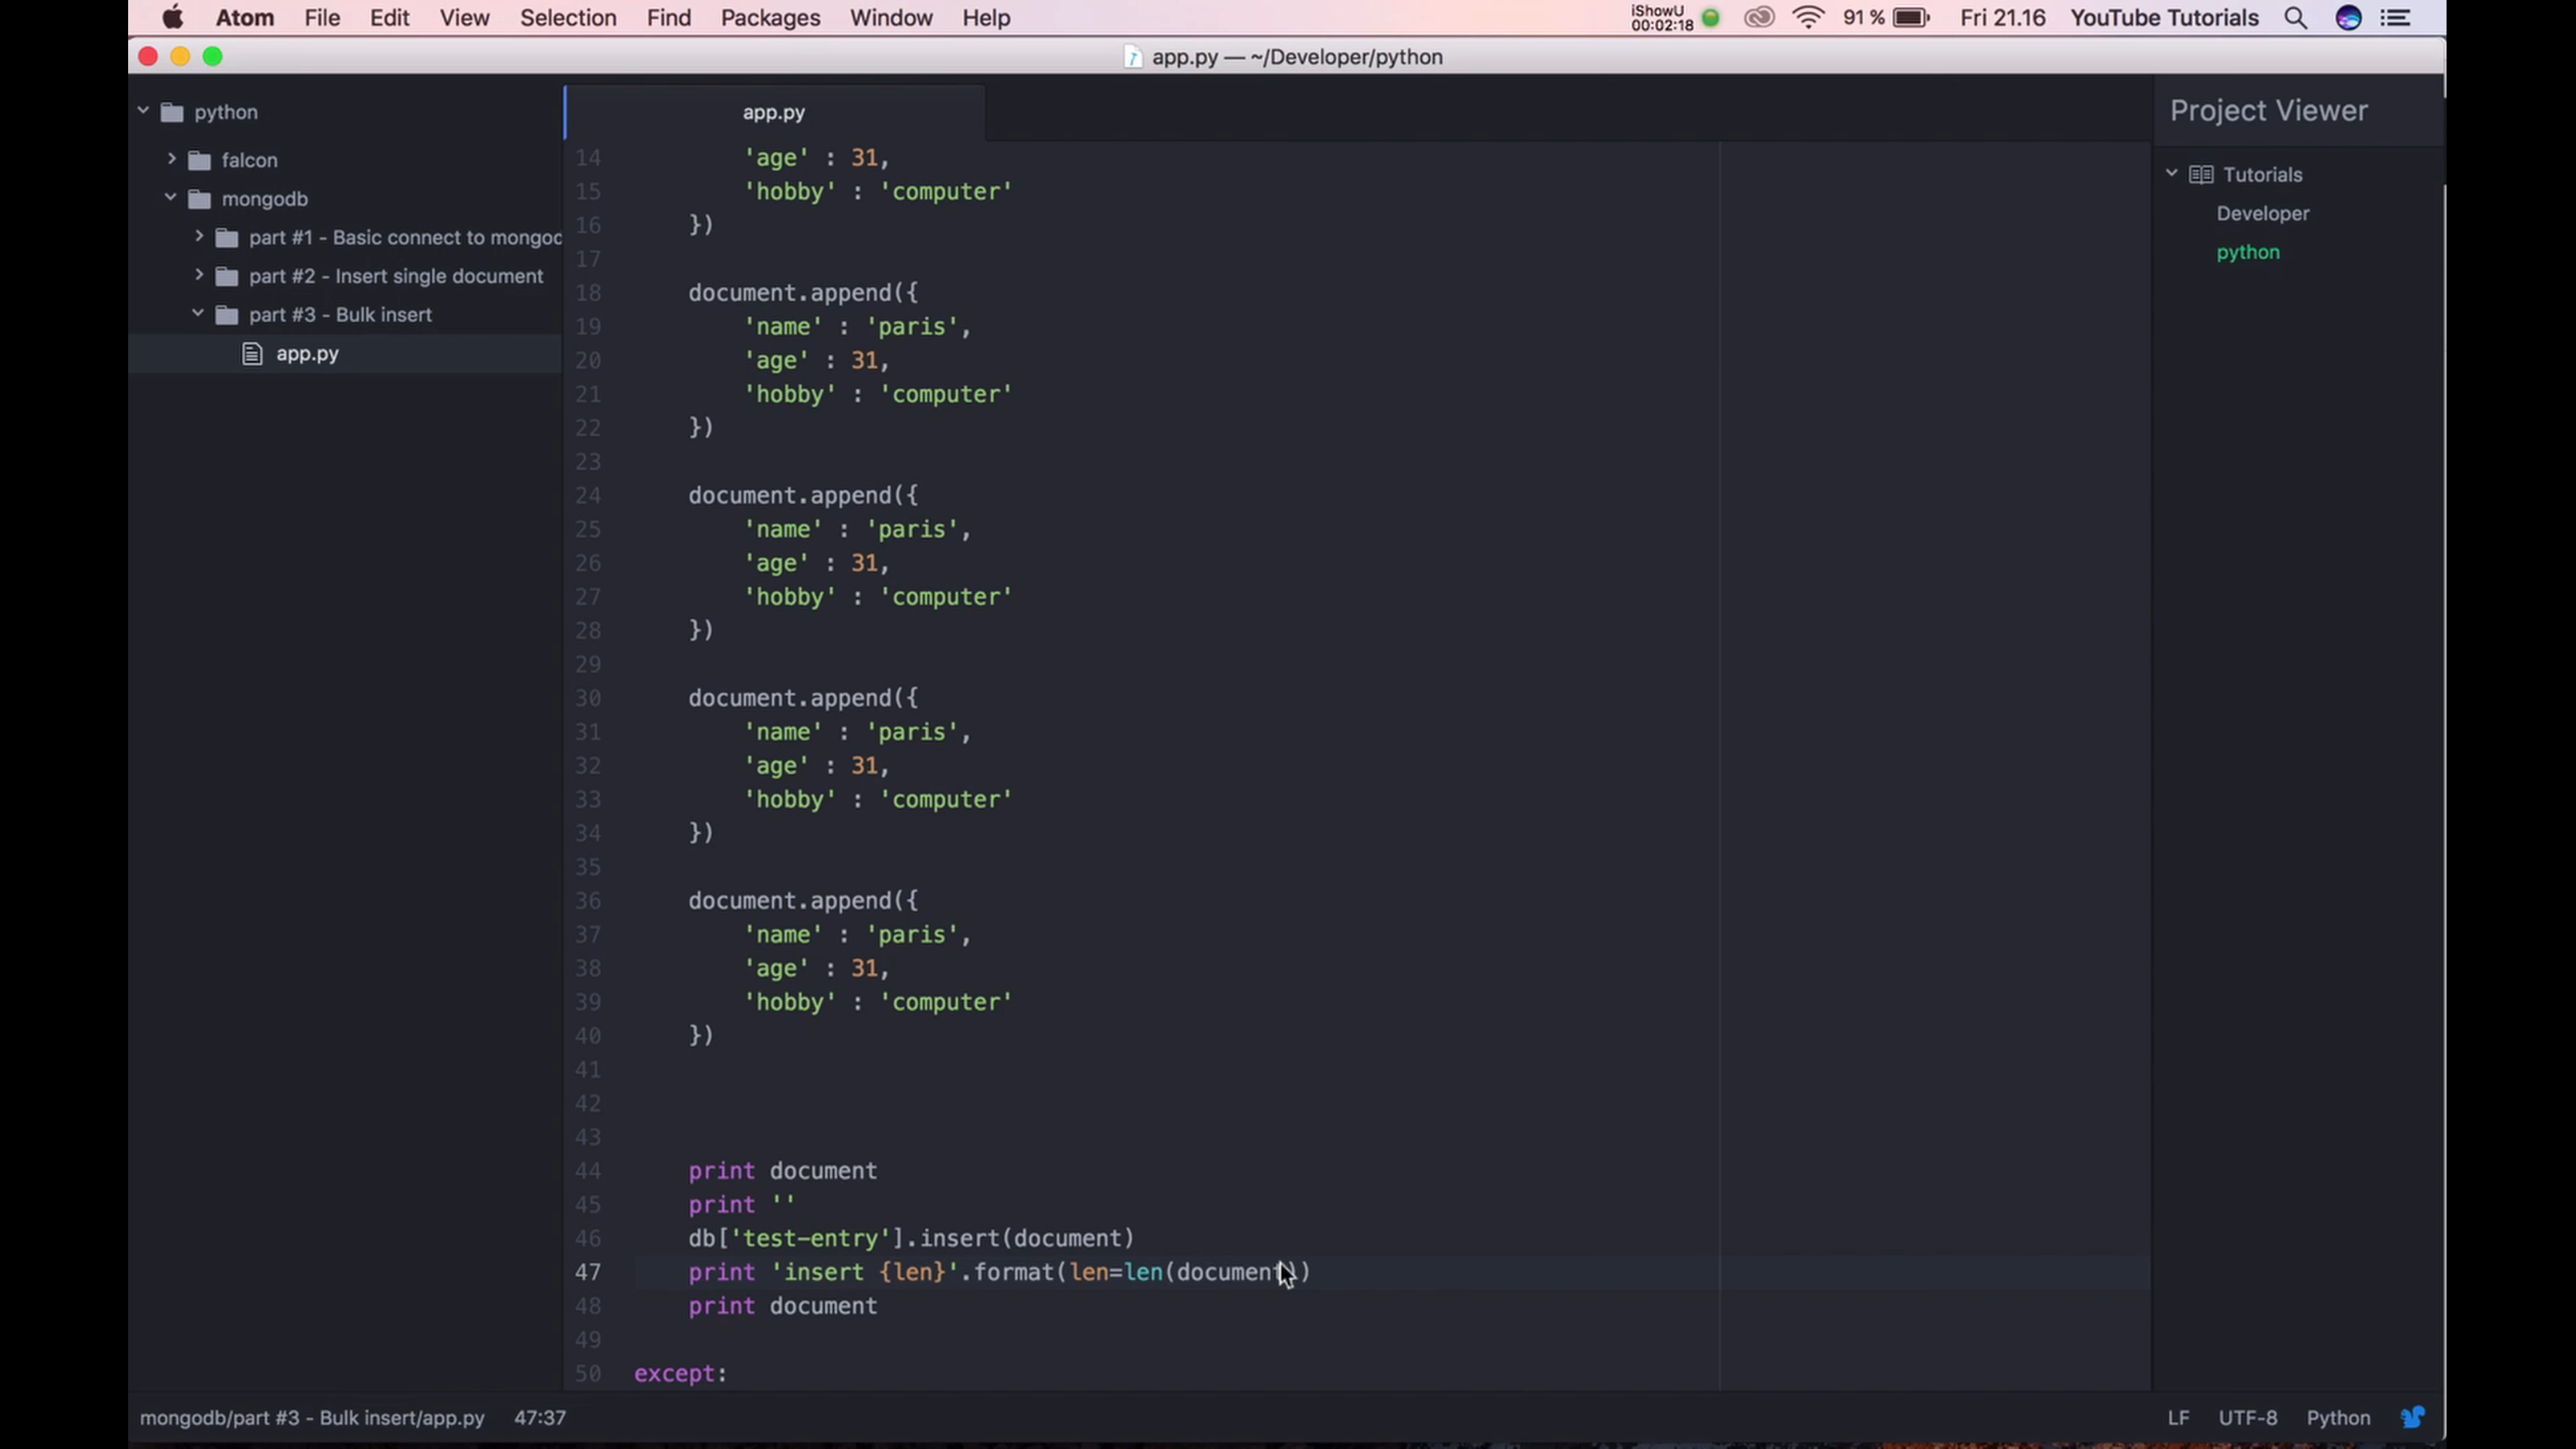 Atom File Edit View Selection Find Packages Window Help
iShowU
00:02:18
91 % Fri 21.16 YouTube Tutorials
app.py — ~/Developer/python
python
falcon
mongodb
part #1 - Basic connect to mongoc
part #2 - Insert single document
part #3 - Bulk insert
app.py
app.py
14 'age' : 31,
15 'hobby' : 'computer'
16 })
17
18 document.append({
19 'name' : 'paris',
20 'age' : 31,
21 'hobby' : 'computer'
22 })
23
24 document.append({
25 'name' : 'paris',
26 'age' : 31,
27 'hobby' : 'computer'
28 })
29
30 document.append({
31 'name' : 'paris',
32 'age' : 31,
33 'hobby' : 'computer'
34 })
35
36 document.append({
37 'name' : 'paris',
38 'age' : 31,
39 'hobby' : 'computer'
40 })
41
42
43
44 print document
45 print ''
46 db['test-entry'].insert(document)
47 print 'insert {len}'.format(len=len(document))
48 print document
49
50 except:
Project Viewer
Tutorials
Developer
python
mongodb/part #3 - Bulk insert/app.py 47:37
LF UTF-8 Python